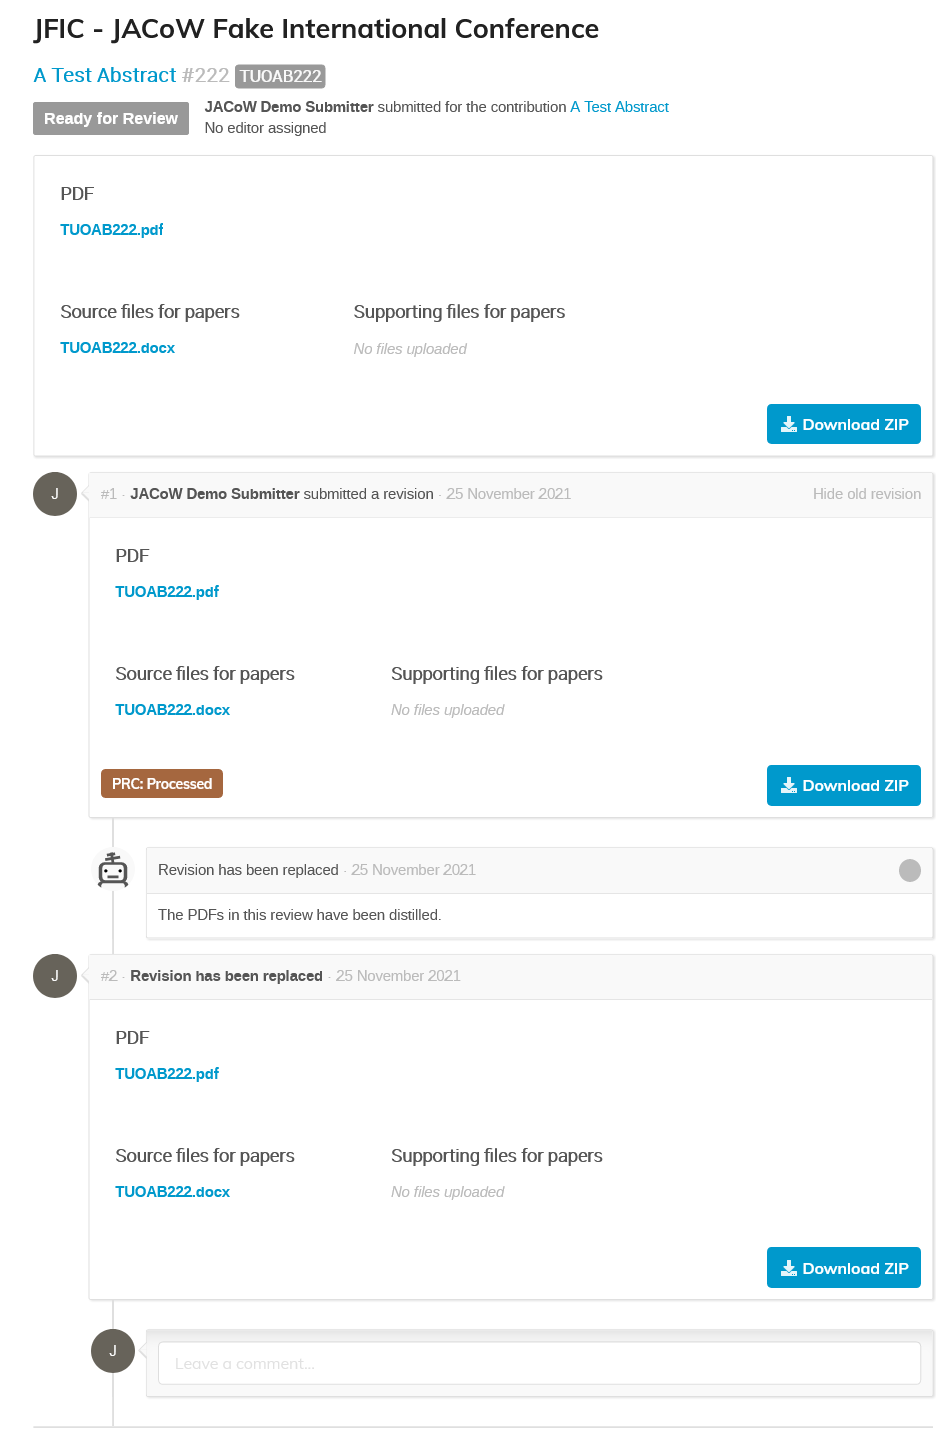 JFIC - JACoW Fake International Conference
A Test Abstract #222 TUOAB222
Ready for Review
JACoW Demo Submitter submitted for the contribution A Test Abstract
No editor assigned
PDF
TUOAB222.pdf
Source files for papers Supporting files for papers
TUOAB222.docx No files uploaded
Download ZIP
J #1 - JACoW Demo Submitter submitted a revision - 25 November 2021 Hide old revision
PDF
TUOAB222.pdf
Source files for papers Supporting files for papers
TUOAB222.docx No files uploaded
PRC: Processed Download ZIP
Revision has been replaced - 25 November 2021
The PDFs in this review have been distilled.
J #2 - Revision has been replaced - 25 November 2021
PDF
TUOAB222.pdf
Source files for papers Supporting files for papers
TUOAB222.docx No files uploaded
Download ZIP
J Leave a comment...